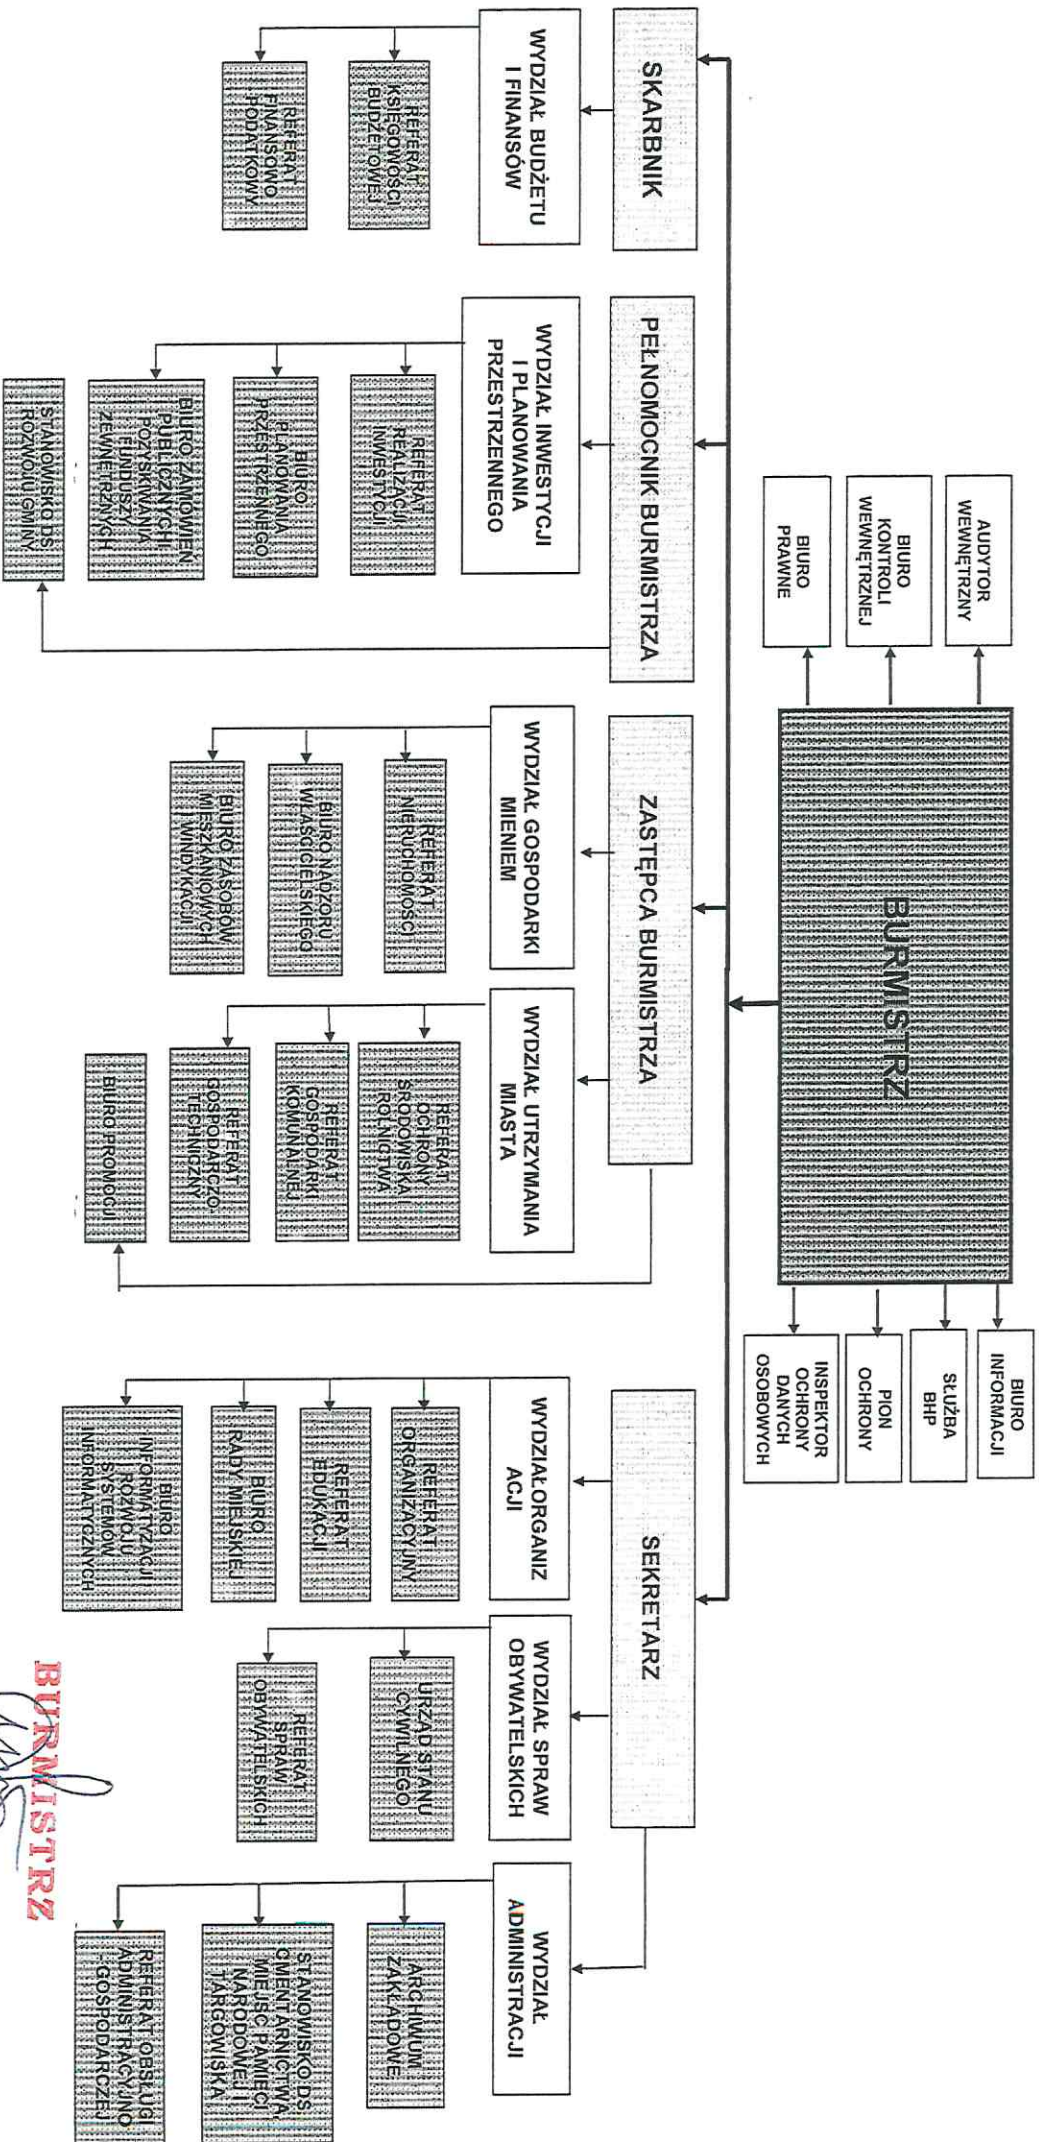 BURMISTRZ
AUDYTOR
WEWNĘTRZNY
BIURO
KONTROLI
WEWNĘTRZNEJ
BIURO
PRAWNE
BIURO
INFORMACJI
SŁUŻBA
BHP
PION
OCHRONY
INSPEKTOR
OCHRONY
DANYCH
OSOBOWYCH
SKARBNIK
WYDZIAŁ BUDŻETU
I FINANSÓW
REFERAT
KSIĘGOWOŚCI
BUDŻETOWEJ
REFERAT
FINANSOWO
PODATKOWY
PEŁNOMOCNIK BURMISTRZA
WYDZIAŁ INWESTYCJI
I PLANOWANIA
PRZESTRZENNEGO
REFERAT
REALIZACJI
INWESTYCJI
BIURO
PLANOWANIA
PRZESTRZENNEGO
BIURO ZAMÓWIEŃ
PUBLICZNYCH I
POZYSKIWANIA
FUNDUSZY
ZEWNĘTRZNYCH
STANOWISKO DS
ROZWOJU GMINY
ZASTĘPCA BURMISTRZA
WYDZIAŁ GOSPODARKI
MIENIEM
REFERAT
NIERUCHOMOŚCI
BIURO NADZORU
WŁAŚCICIELSKIEGO
BIURO ZASOBÓW
MIESZKANIOWYCH
I WINDYKACJI
WYDZIAŁ UTRZYMANIA
MIASTA
REFERAT
OCHRONY
ŚRODOWISKA I
ROLNICTWA
REFERAT
GOSPODARKI
KOMUNALNEJ
REFERAT
GOSPODARCZO-
TECHNICZNY
BIURO PROMOCJI
SEKRETARZ
WYDZIAŁORGANIZ
ACJI
REFERAT
ORGANIZACYJNY
REFERAT
EDUKACJI
BIURO
RADY MIEJSKIEJ
BIURO
INFORMATYZACJI
I ROZWOJU
SYSTEMÓW
INFORMATYCZNYCH
WYDZIAŁ SPRAW
OBYWATELSKICH
URZĄD STANU
CYWILNEGO
REFERAT
SPRAW
OBYWATELSKICH
WYDZIAŁ
ADMINISTRACJI
ARCHIWUM
ZAKŁADOWE
STANOWISKO DS
CMENTARNICTWA,
MIEJSC PAMIĘCI
NARODOWEJ I
TARGOWISKA
REFERAT OBSŁUGI
ADMINISTRACYJNO
-GOSPODARCZEJ
BURMISTRZ